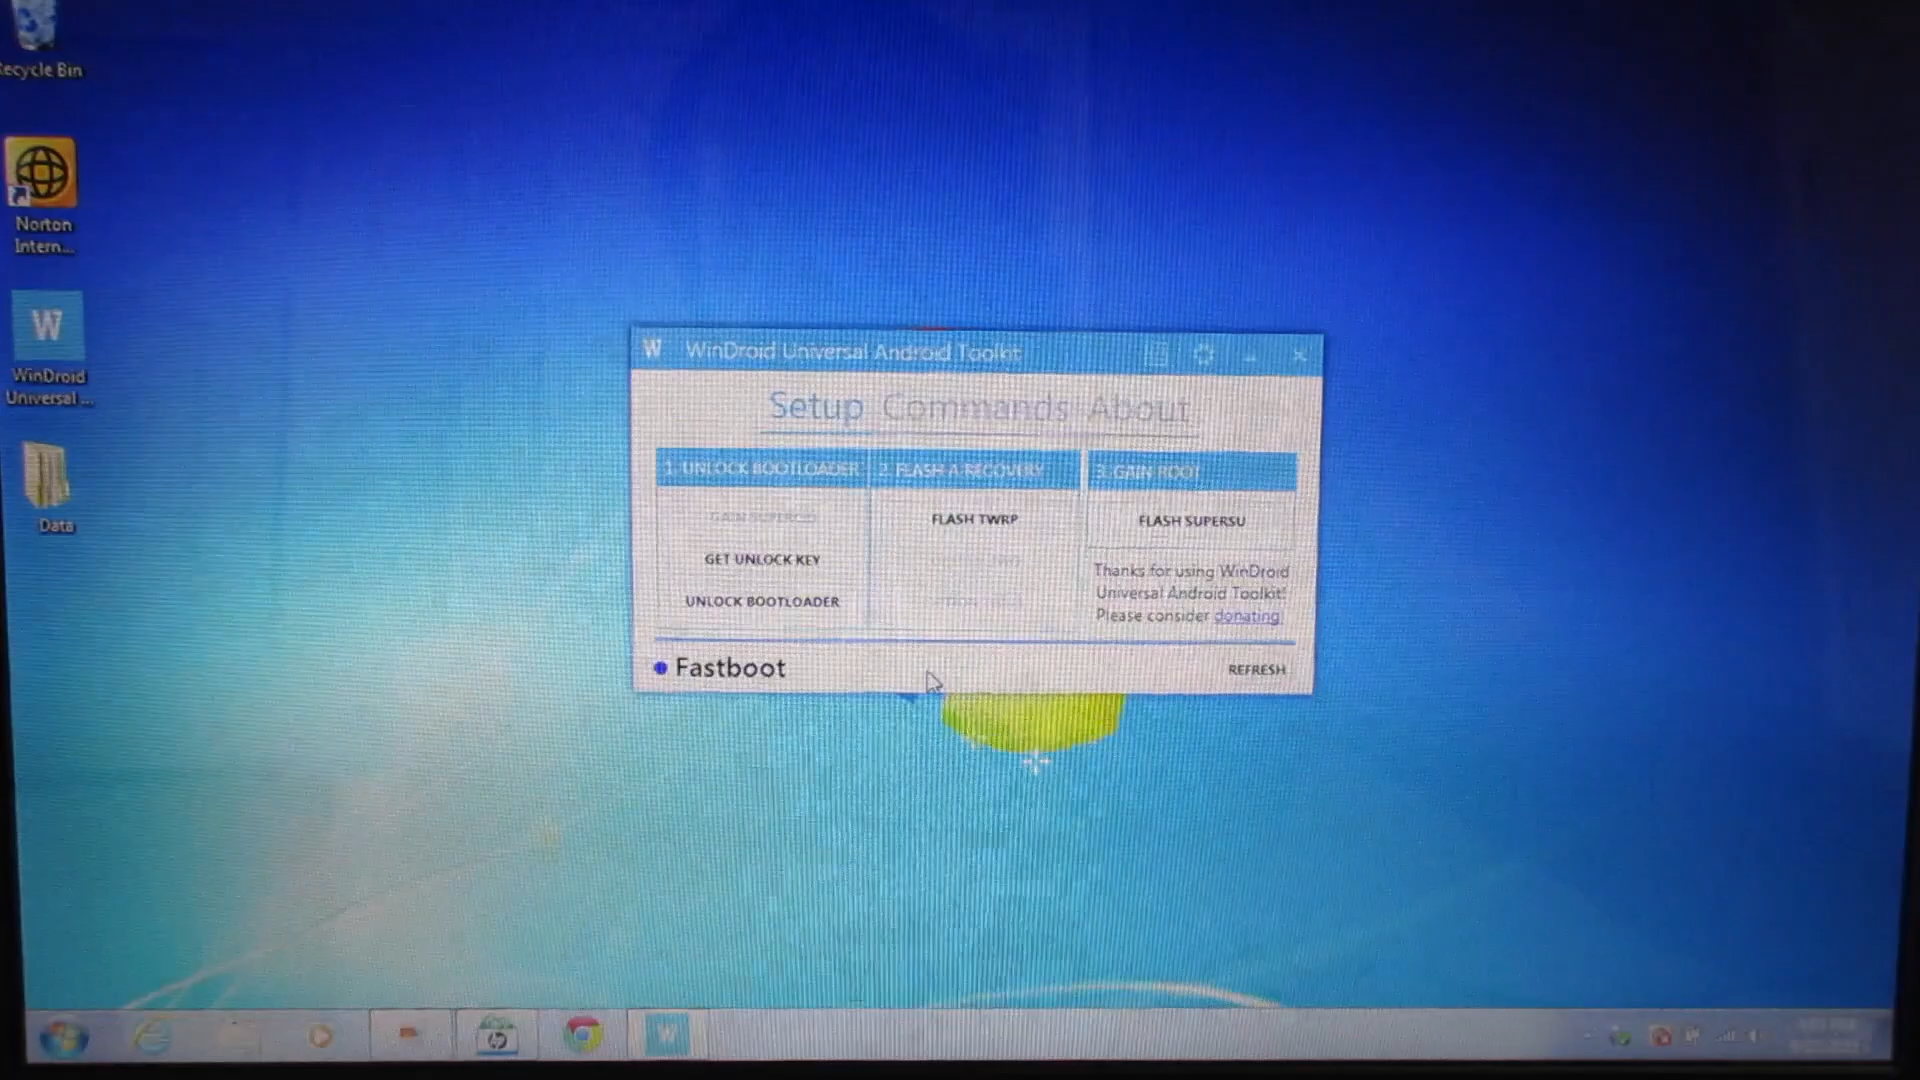 Recycle Bin
Norton
Intern...
W
WinDroid
Universal ...
Data
W WinDroid Universal Android Toolkit
Setup Commands About
1. UNLOCK BOOTLOADER
GET UNLOCK KEY
UNLOCK BOOTLOADER
2. FLASH A RECOVERY
FLASH TWRP
3. GAIN ROOT
FLASH SUPERSU
Thanks for using WinDroid
Universal Android Toolkit!
Please consider donating
Fastboot
REFRESH
hp
W